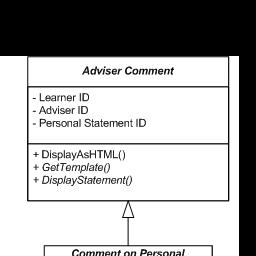 Adviser Comment
- Learner ID
- Adviser ID
- Personal Statement ID
+ DisplayAsHTML()
+ GetTemplate()
+ DisplayStatement()
Comment on Personal